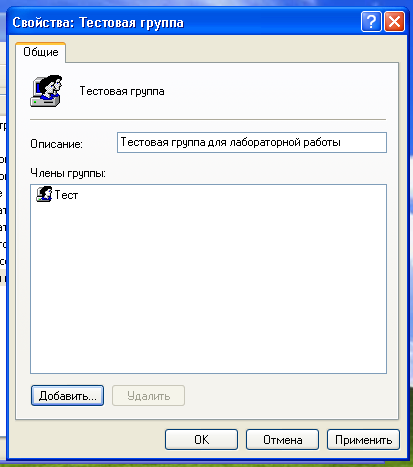 Свойства: Тестовая группа
Общие
Тестовая группа
Описание: Тестовая группа для лабораторной работы
Члены группы:
Тест
Добавить... Удалить
OK Отмена Применить